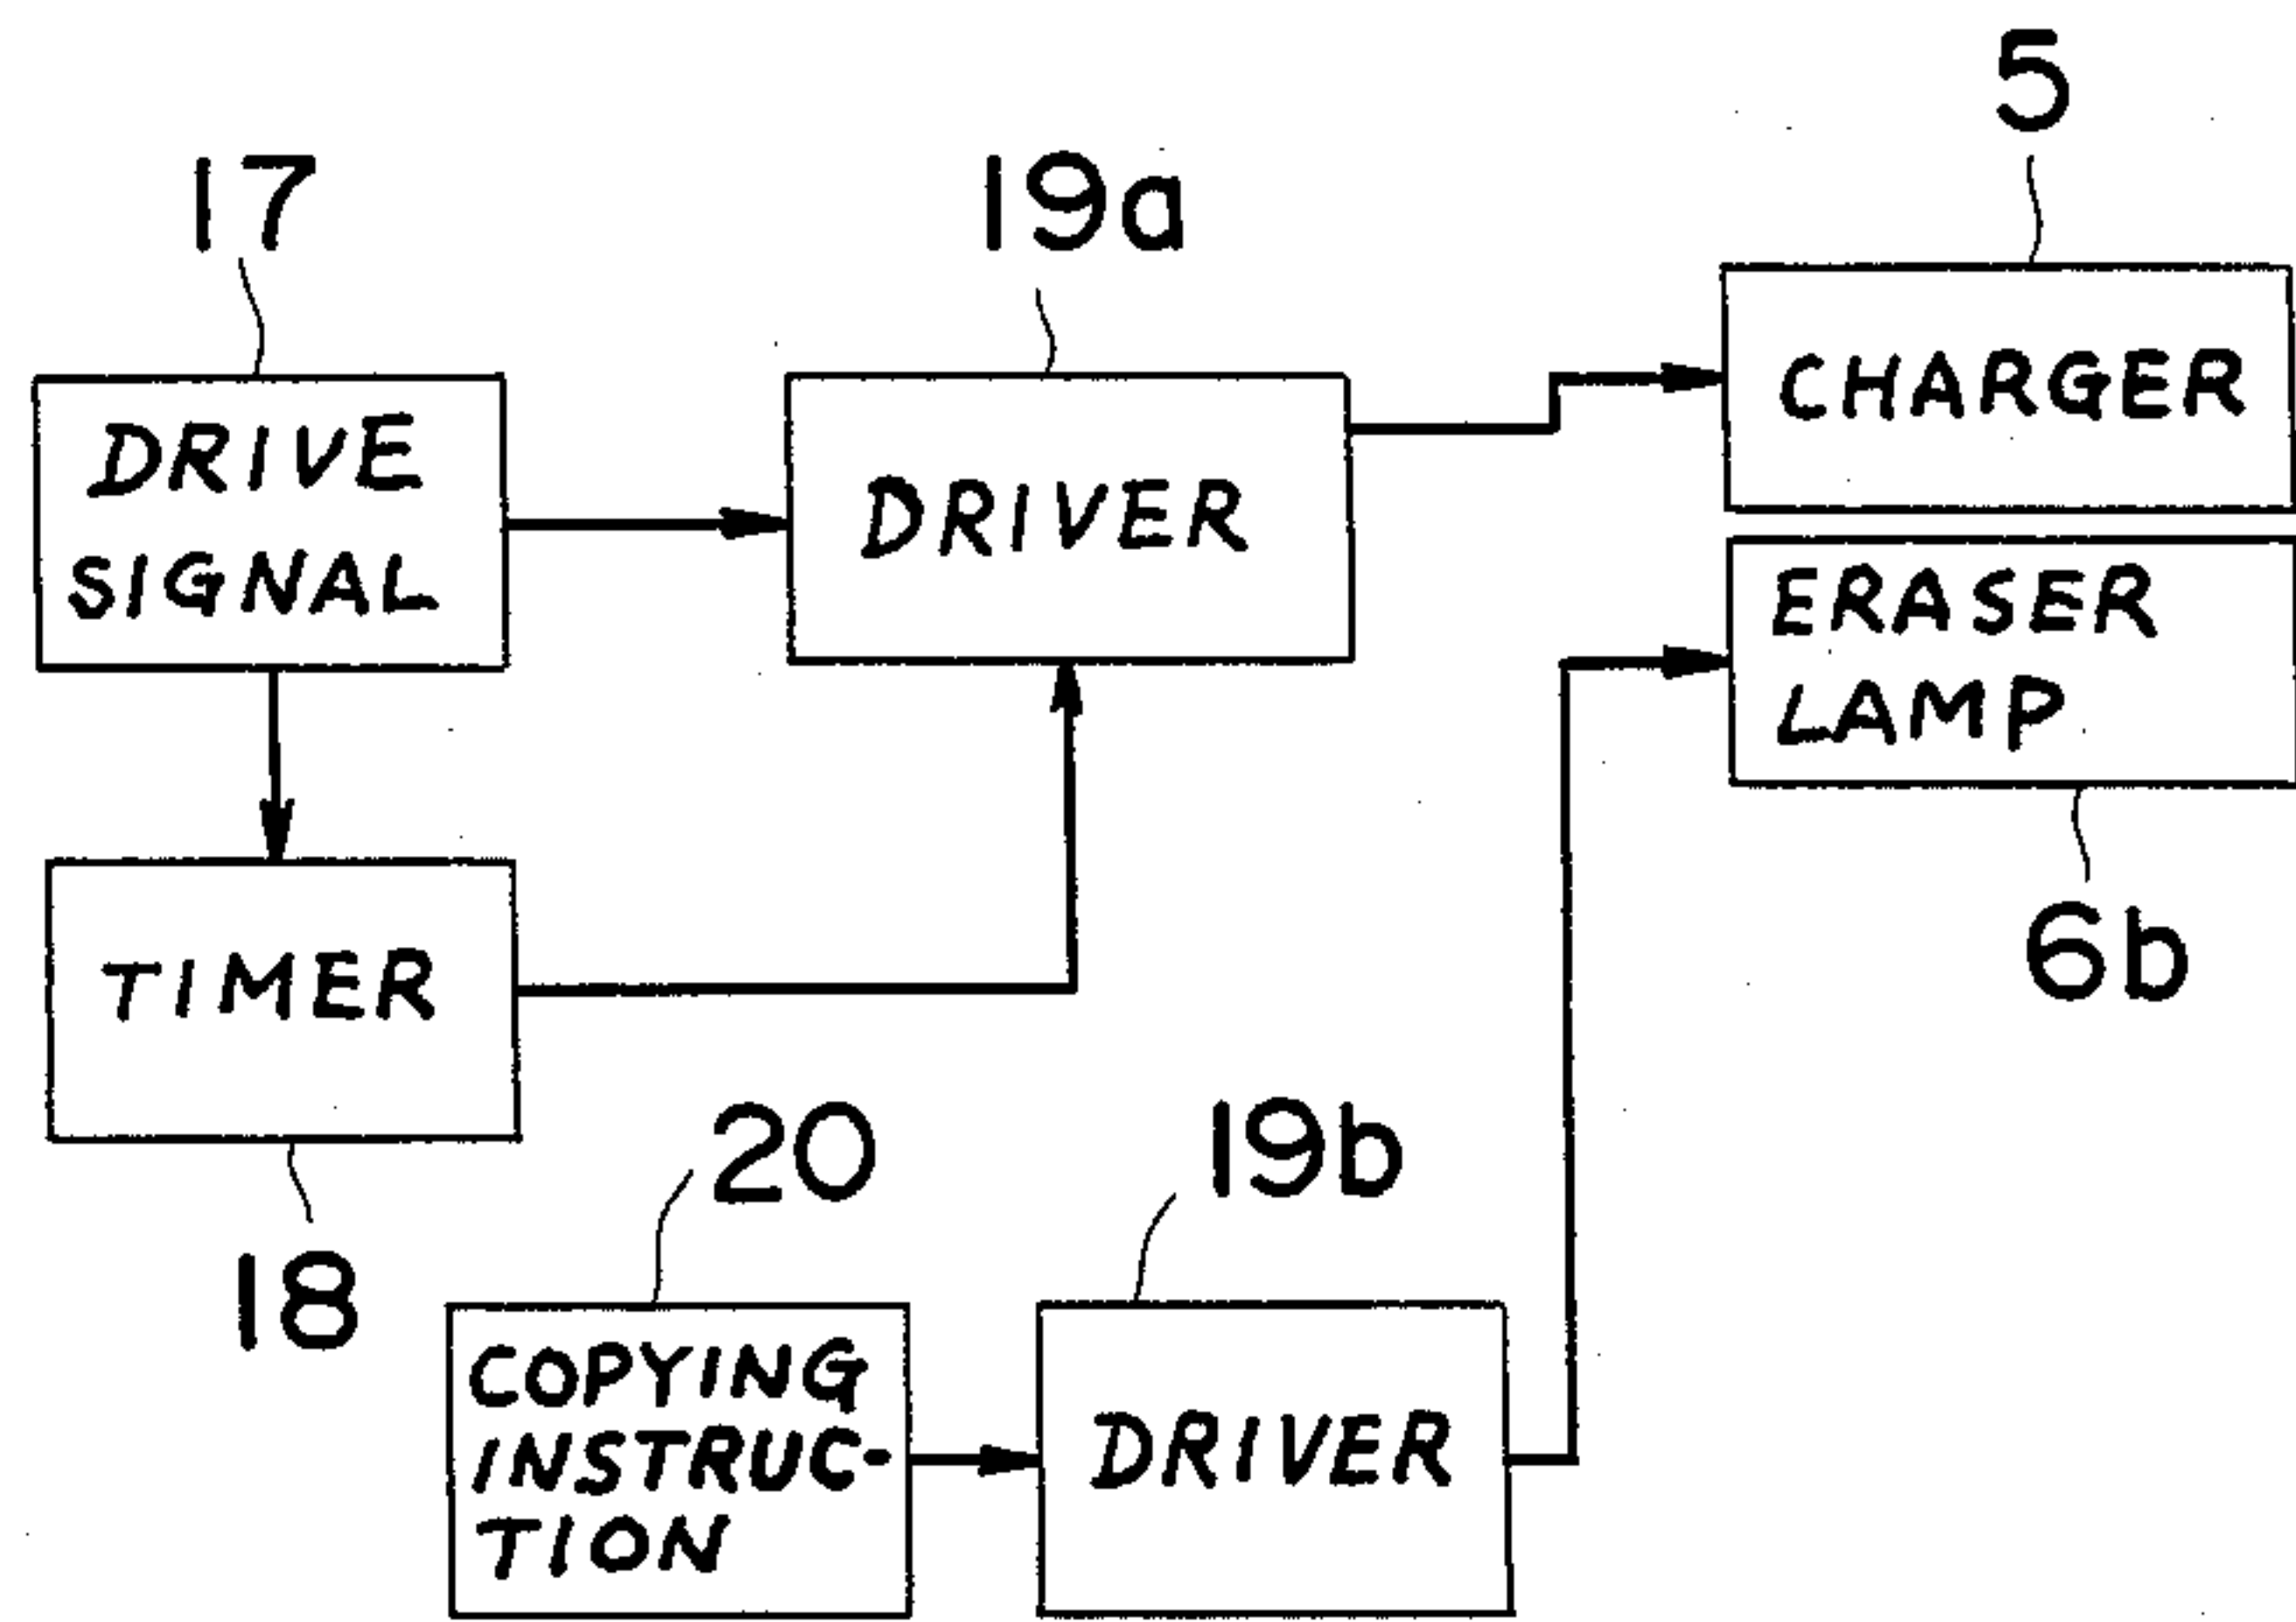 5
17
19a
CHARGER
DRIVE
SIGNAL
DRIVER
ERASER
LAMP
6b
TIMER
18
20
19b
COPYING
INSTRUC-
TION
DRIVER